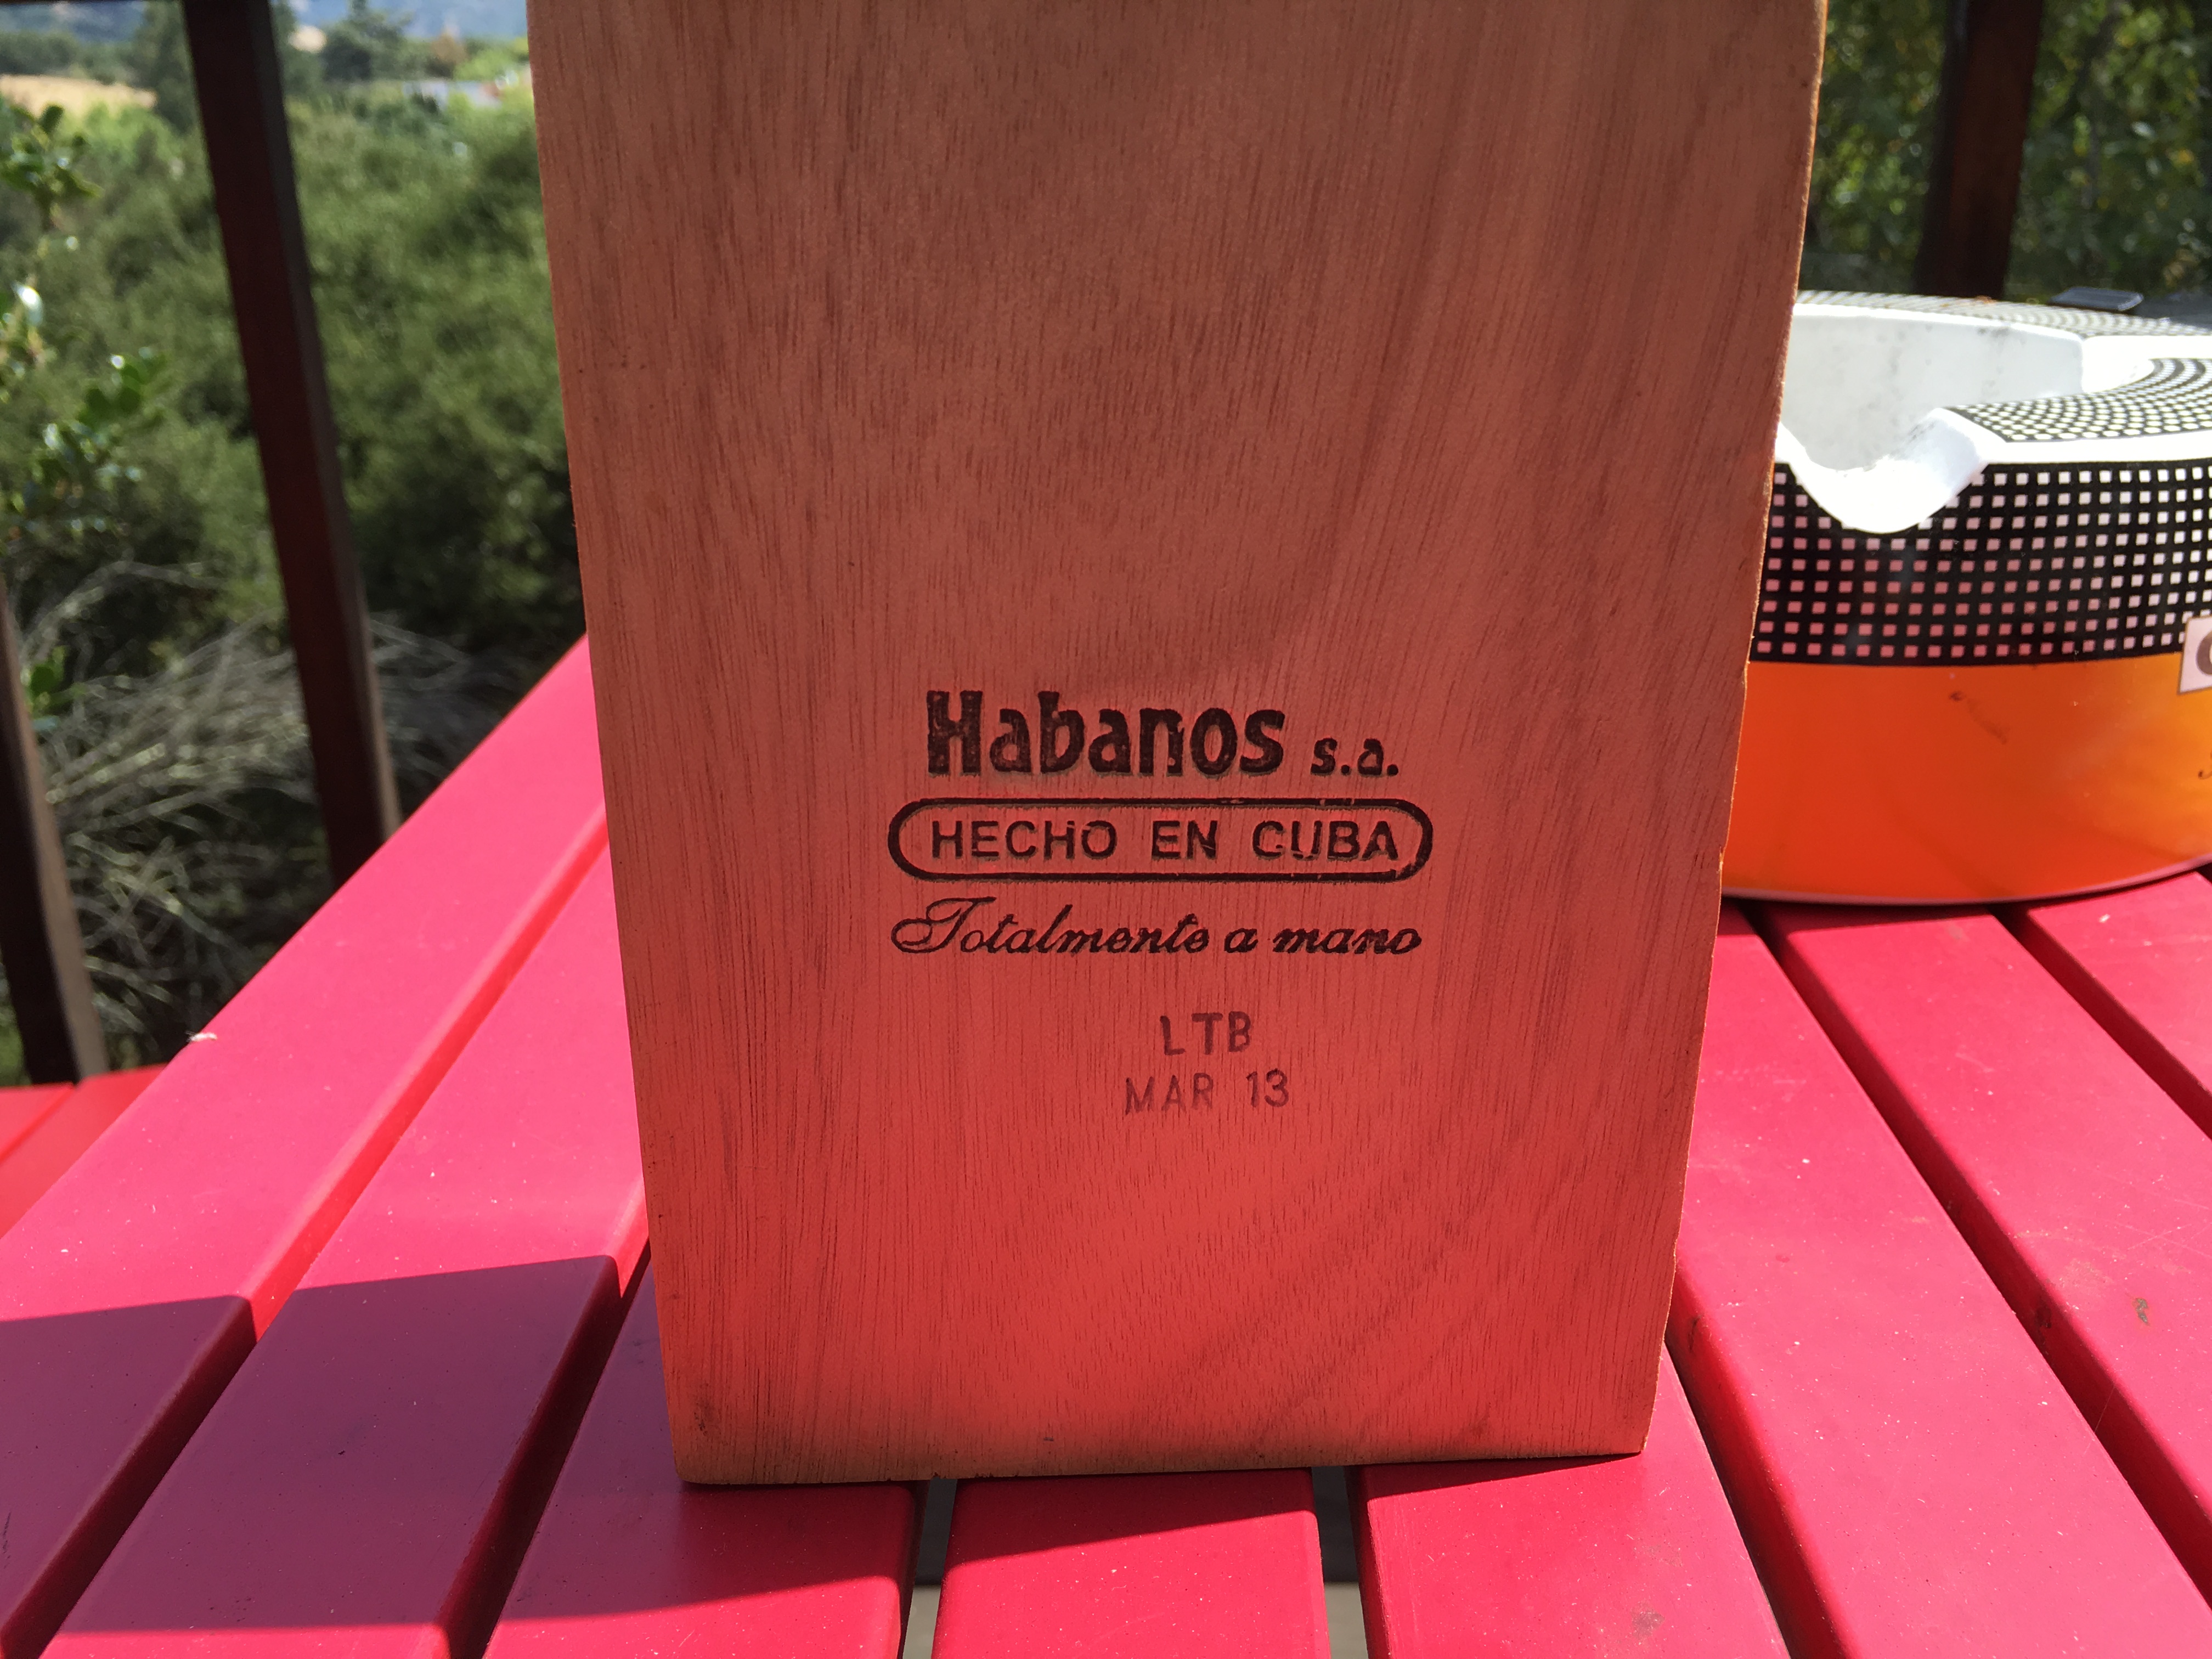 Habanos s.a.
HECHO EN CUBA
Totalmente a mano
LTB
MAR 13